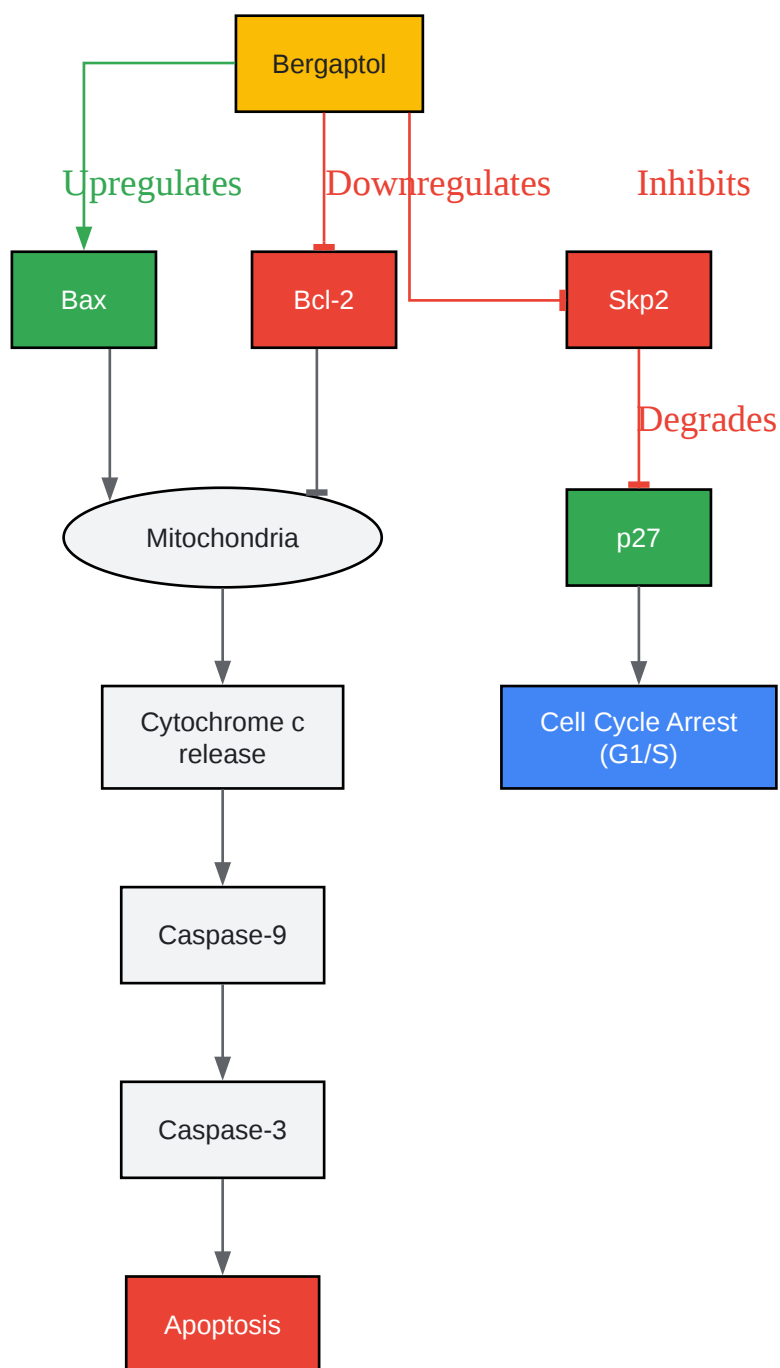 Bergaptol
Upregulates
Downregulates
Inhibits
Bax
Bcl-2
Skp2
Degrades
Mitochondria
p27
Cytochrome c
release
Cell Cycle Arrest
(G1/S)
Caspase-9
Caspase-3
Apoptosis